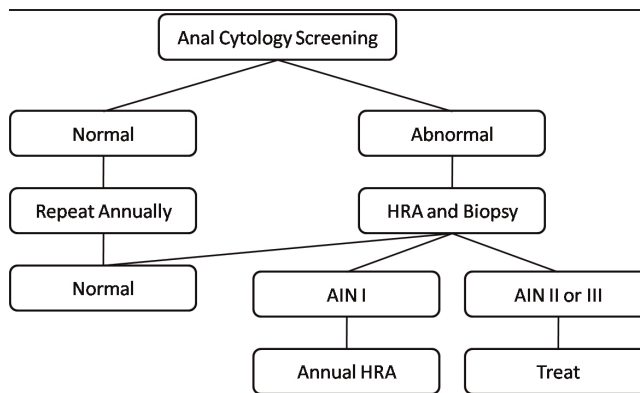 Anal Cytology Screening
Normal
Abnormal
Repeat Annually
HRA and Biopsy
Normal
AIN I
AIN II or III
Annual HRA
Treat